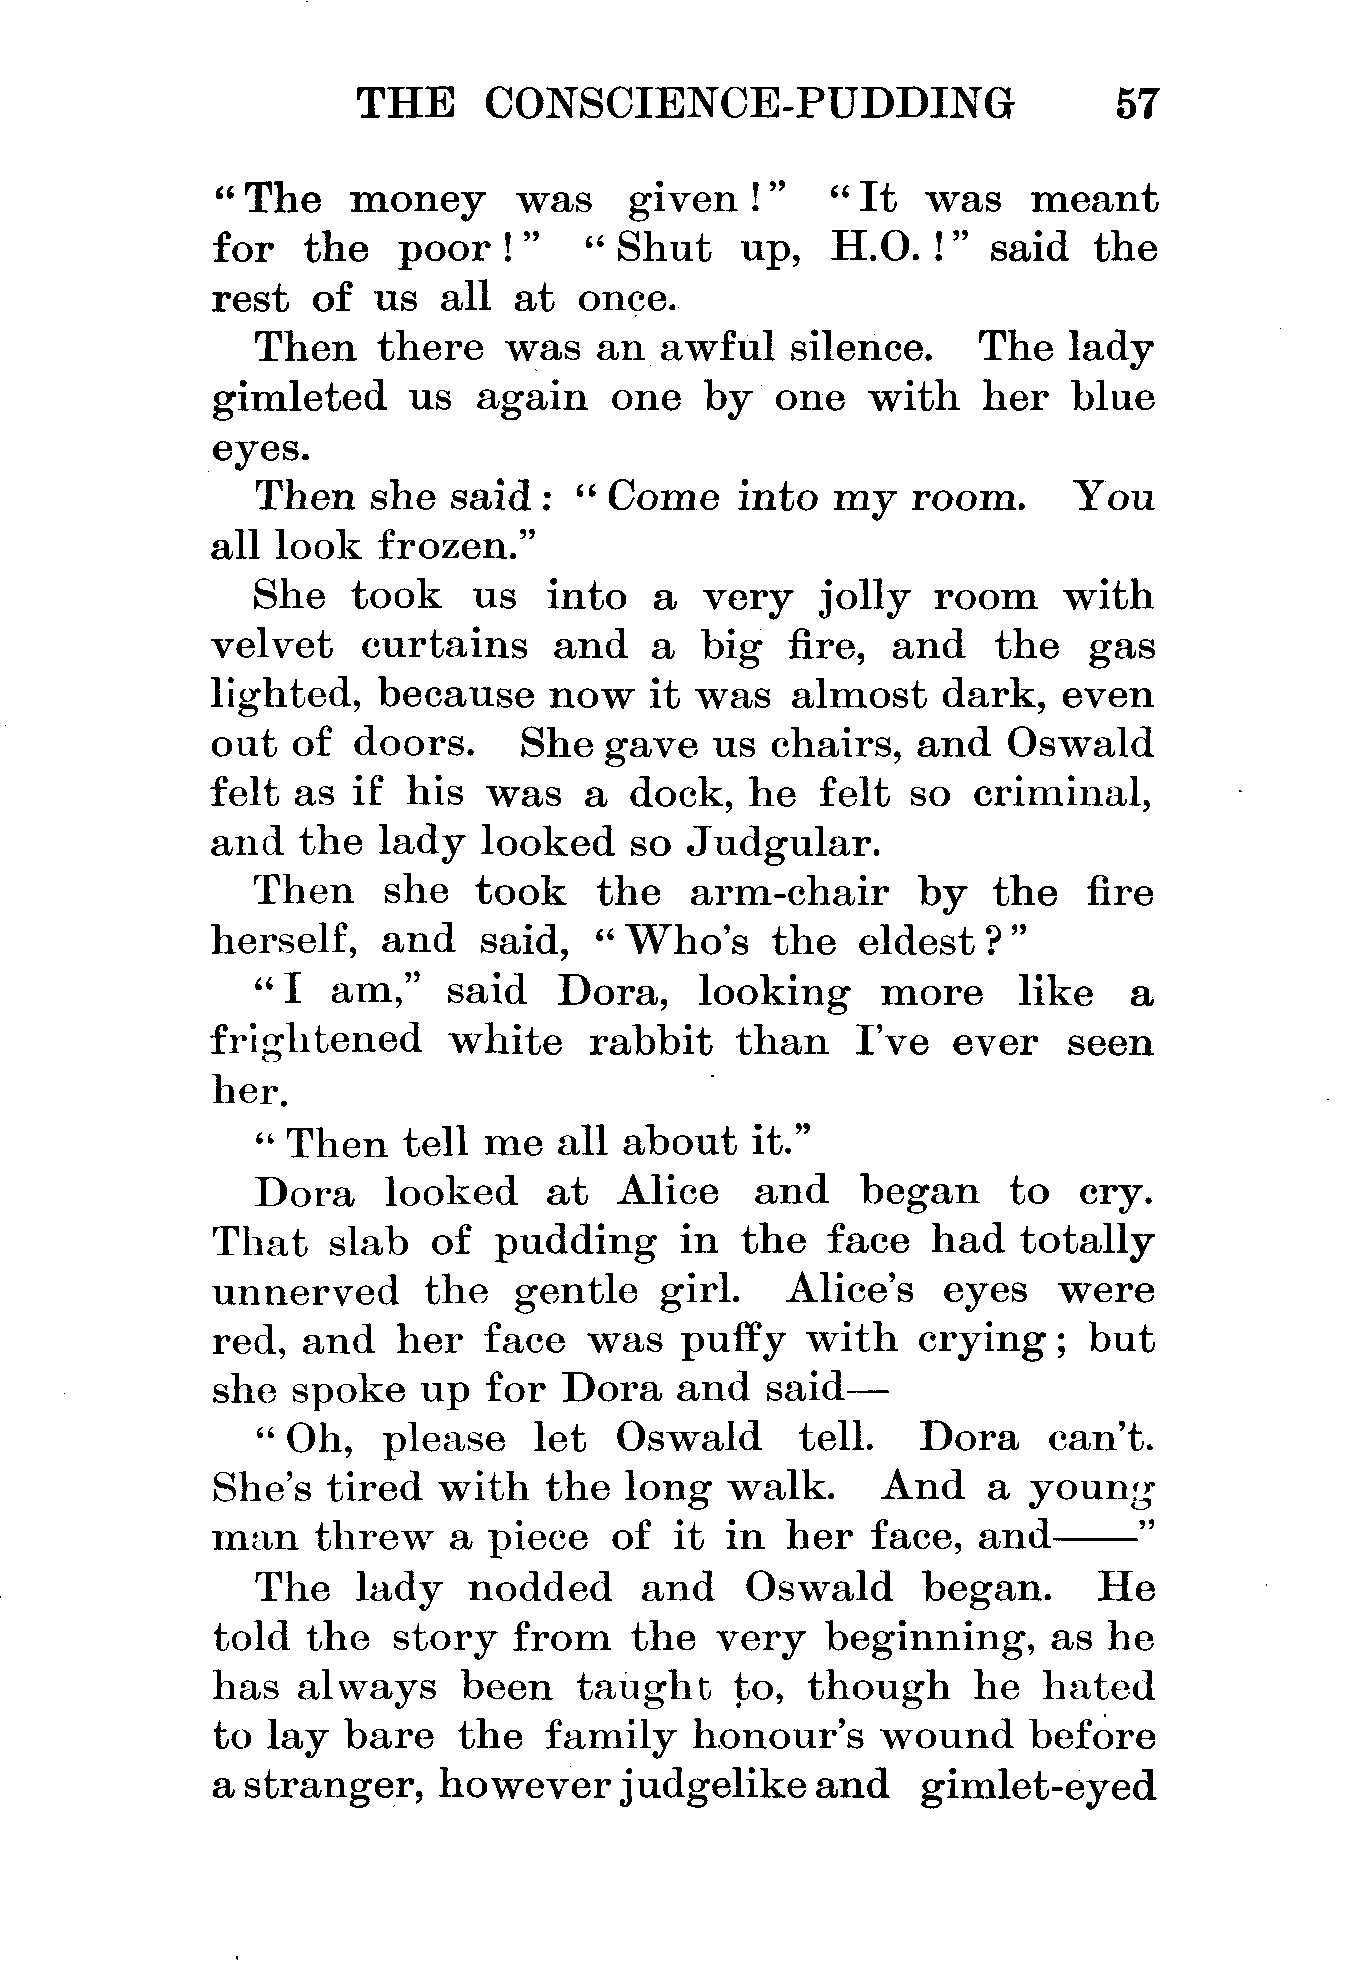 THE CONSCIENCE-PUDDING 57
“The money was given!” “It was meant
for the poor!” “Shut up, H.O.!” said the
rest of us all at once.
Then there was an awful silence. The lady
gimleted us again one by one with her blue
eyes.
Then she said: “Come into my room. You
all look frozen.”
She took us into a very jolly room with
velvet curtains and a big fire, and the gas
lighted, because now it was almost dark, even
out of doors. She gave us chairs, and Oswald
felt as if his was a dock, he felt so criminal,
and the lady looked so Judgular.
Then she took the arm-chair by the fire
herself, and said, “Who's the eldest?”
“I am,” said Dora, looking more like a
frightened white rabbit than I've ever seen
her.
“Then tell me all about it.”
Dora looked at Alice and began to cry.
That slab of pudding in the face had totally
unnerved the gentle girl. Alice's eyes were
red, and her face was puffy with crying; but
she spoke up for Dora and said—
“Oh, please let Oswald tell. Dora can't.
She's tired with the long walk. And a young
man threw a piece of it in her face, and——”
The lady nodded and Oswald began. He
told the story from the very beginning, as he
has always been taught to, though he hated
to lay bare the family honour's wound before
a stranger, however judgelike and gimlet-eyed